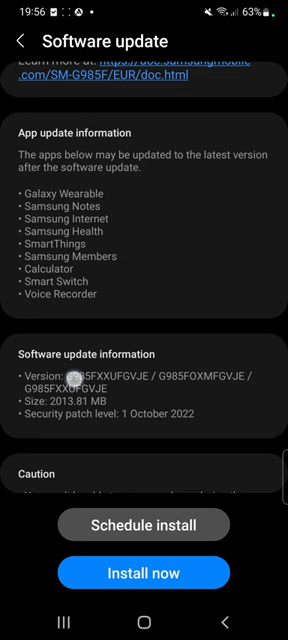 19:56
63%
Software update
Learn more at: https://doc.samsungmobile
.com/SM-G985F/EUR/doc.html
App update information
The apps below may be updated to the latest version
after the software update.
• Galaxy Wearable
• Samsung Notes
• Samsung Internet
• Samsung Health
• SmartThings
• Samsung Members
• Calculator
• Smart Switch
• Voice Recorder
Software update information
• Version: G985FXXUFGVJE / G985FOXMFGVJE /
G985FXXUFGVJE
• Size: 2013.81 MB
• Security patch level: 1 October 2022
Caution
Schedule install
Install now